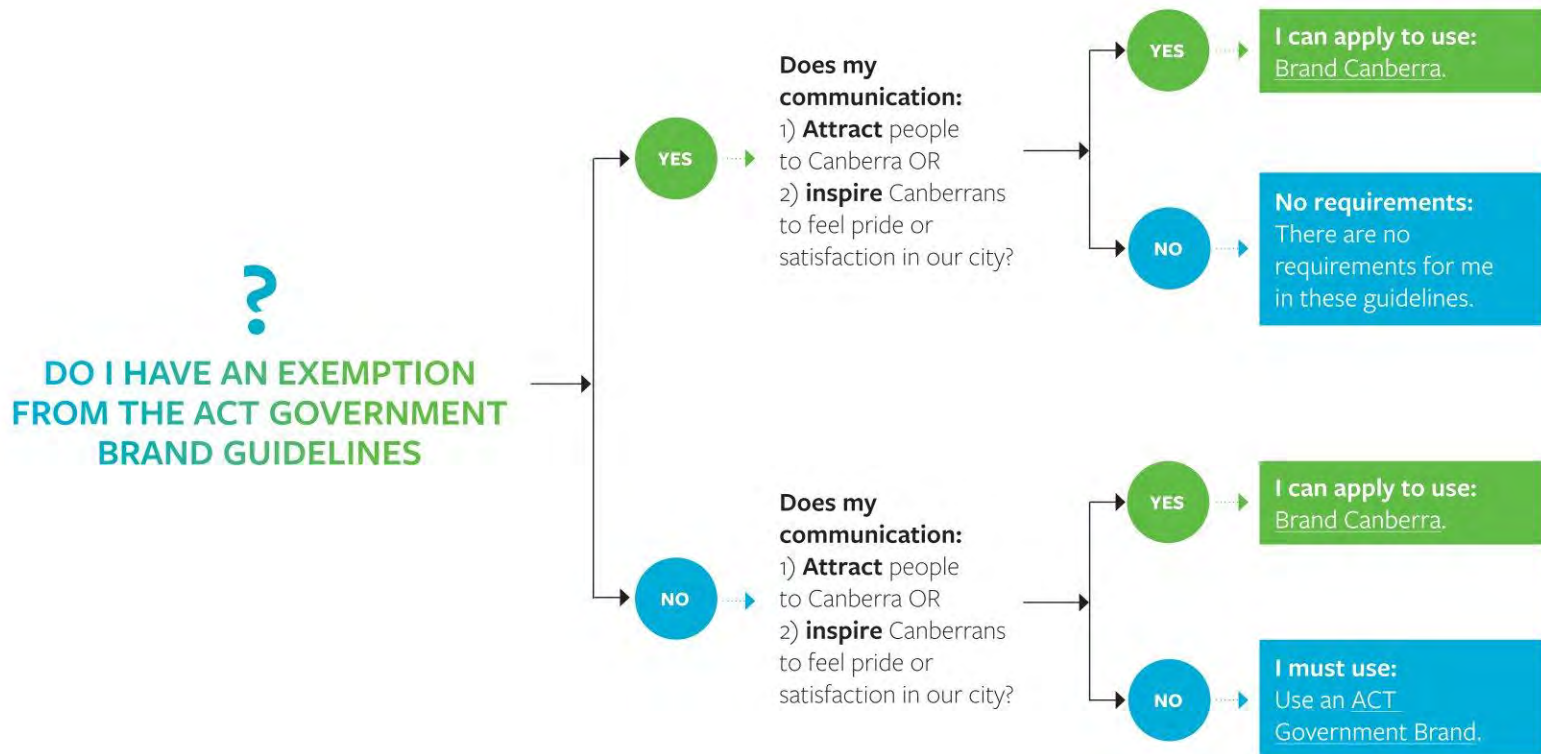 ?
DO I HAVE AN EXEMPTION
FROM THE ACT GOVERNMENT
BRAND GUIDELINES
YES
Does my
communication:
1) Attract people
to Canberra OR
2) inspire Canberrans
to feel pride or
satisfaction in our city?
YES
I can apply to use:
Brand Canberra.
NO
No requirements:
There are no
requirements for me
in these guidelines.
NO
Does my
communication:
1) Attract people
to Canberra OR
2) inspire Canberrans
to feel pride or
satisfaction in our city?
YES
I can apply to use:
Brand Canberra.
NO
I must use:
Use an ACT
Government Brand.